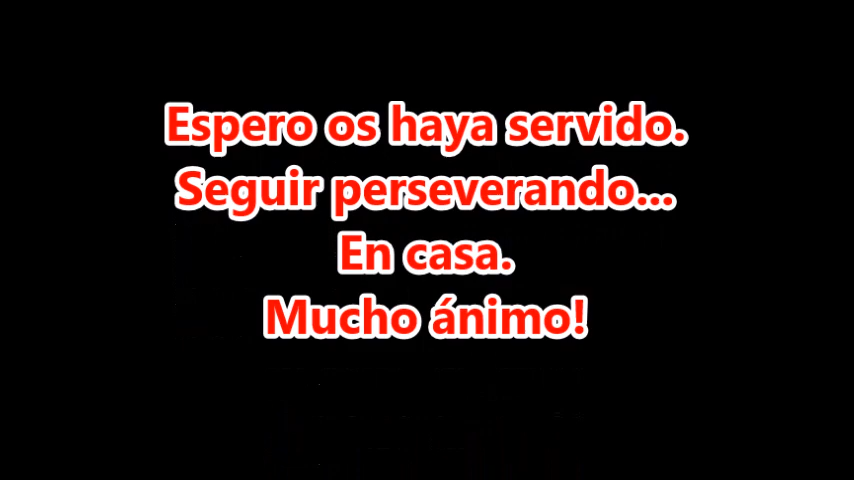 Espero os haya servido.
Seguir perseverando...
En casa.
Mucho ánimo!